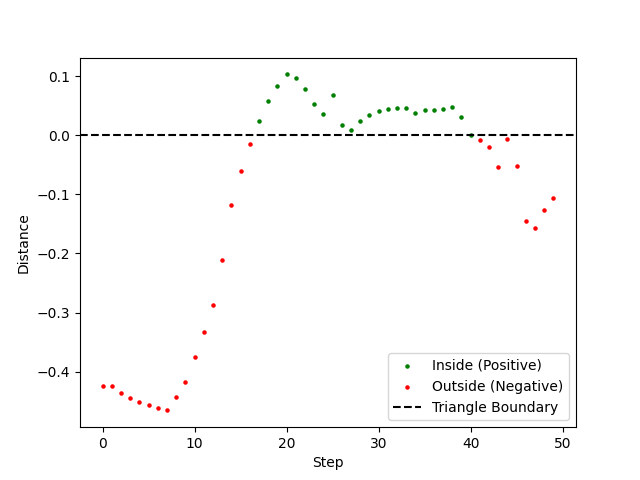 0.1
0.0
−0.1
−0.2
−0.3
−0.4
Distance
0 10 20 30 40 50
Step
Inside (Positive)
Outside (Negative)
Triangle Boundary